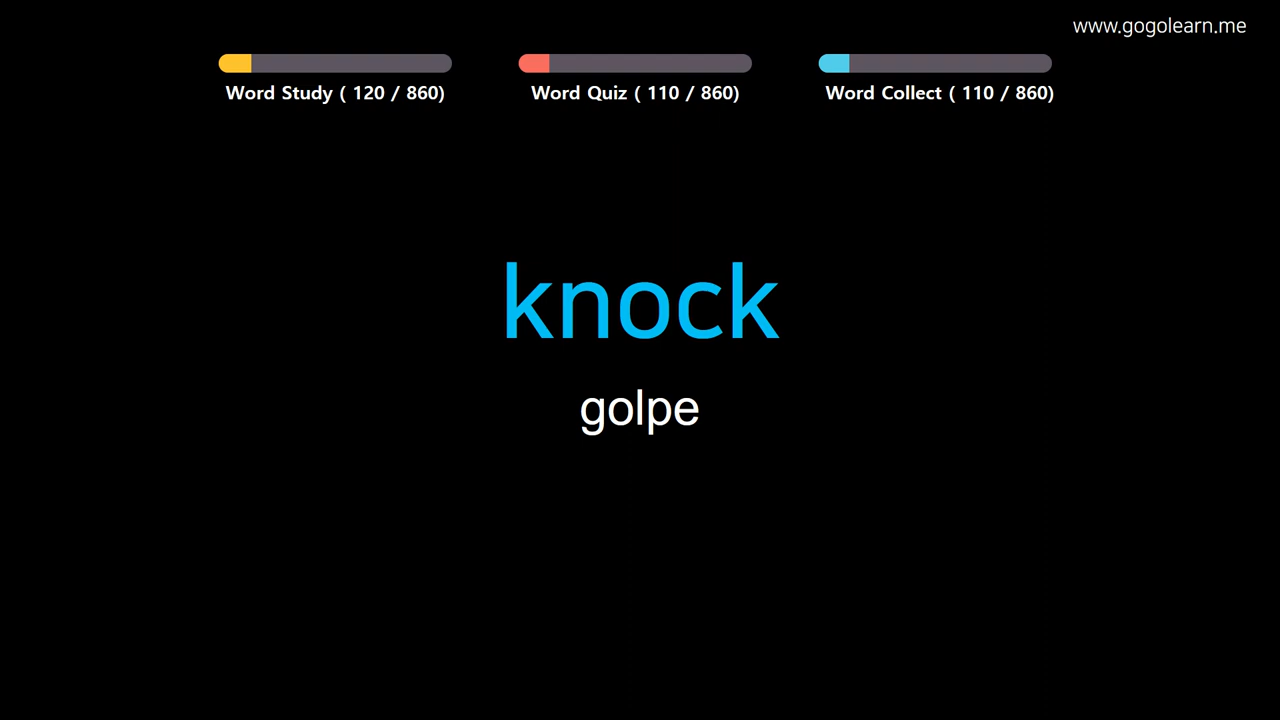 www.gogolearn.me
Word Study ( 120 / 860)
Word Quiz ( 110 / 860)
Word Collect ( 110 / 860)
knock
golpe